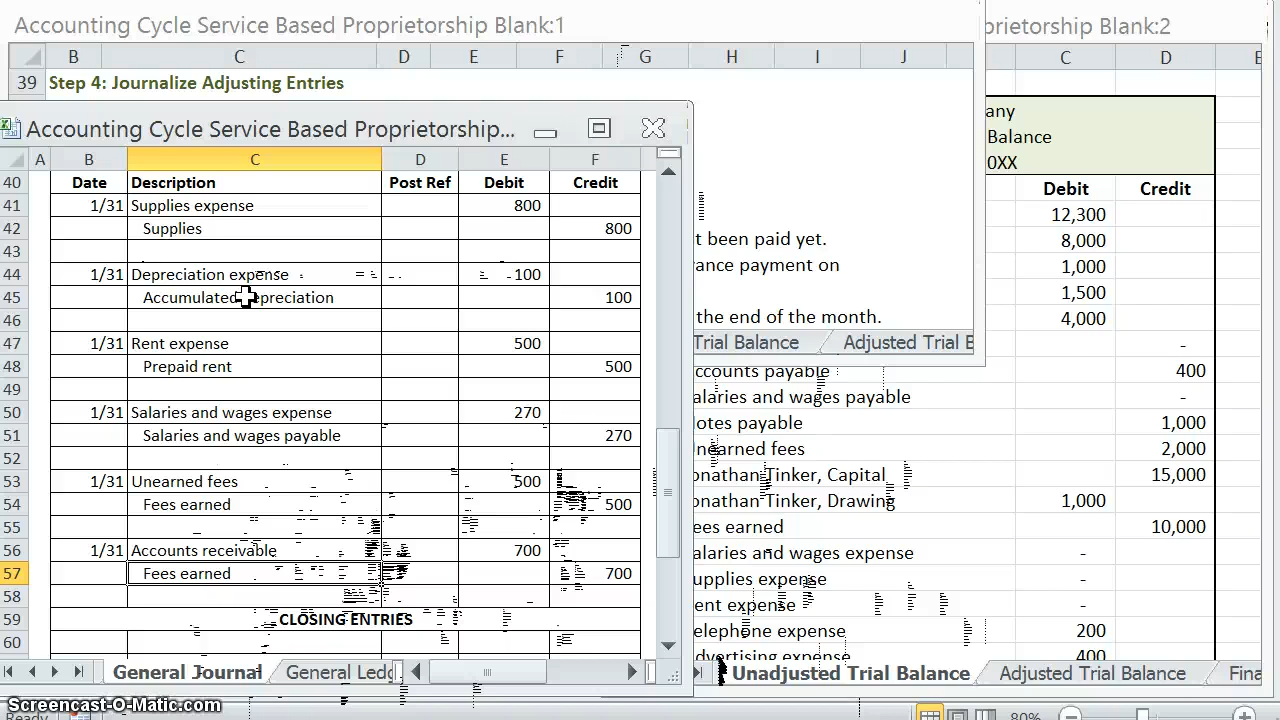 Accounting Cycle Service Based Proprietorship Blank:1
prietorship Blank:2
B C D E F G H I J
C D E
39 Step 4: Journalize Adjusting Entries
Accounting Cycle Service Based Proprietorship...
A B C D E F
40 Date Description Post Ref Debit Credit
41 1/31 Supplies expense 800
42 Supplies 800
43
44 1/31 Depreciation expense 100
45 Accumulated depreciation 100
46
47 1/31 Rent expense 500
48 Prepaid rent 500
49
50 1/31 Salaries and wages expense 270
51 Salaries and wages payable 270
52
53 1/31 Unearned fees 500
54 Fees earned 500
55
56 1/31 Accounts receivable 700
57 Fees earned 700
58
59 CLOSING ENTRIES
60
General Journal General Ledg
t been paid yet.
ance payment on
the end of the month.
Trial Balance Adjusted Trial B
any
Balance
0XX
Debit Credit
12,300
8,000
1,000
1,500
4,000
-
accounts payable 400
alaries and wages payable -
otes payable 1,000
nearned fees 2,000
onathan Tinker, Capital 15,000
onathan Tinker, Drawing 1,000
ees earned 10,000
alaries and wages expense -
upplies expense -
ent expense -
elephone expense 200
advertising expense 400
Unadjusted Trial Balance Adjusted Trial Balance Fina
Screencast-O-Matic.com
Ready 80%